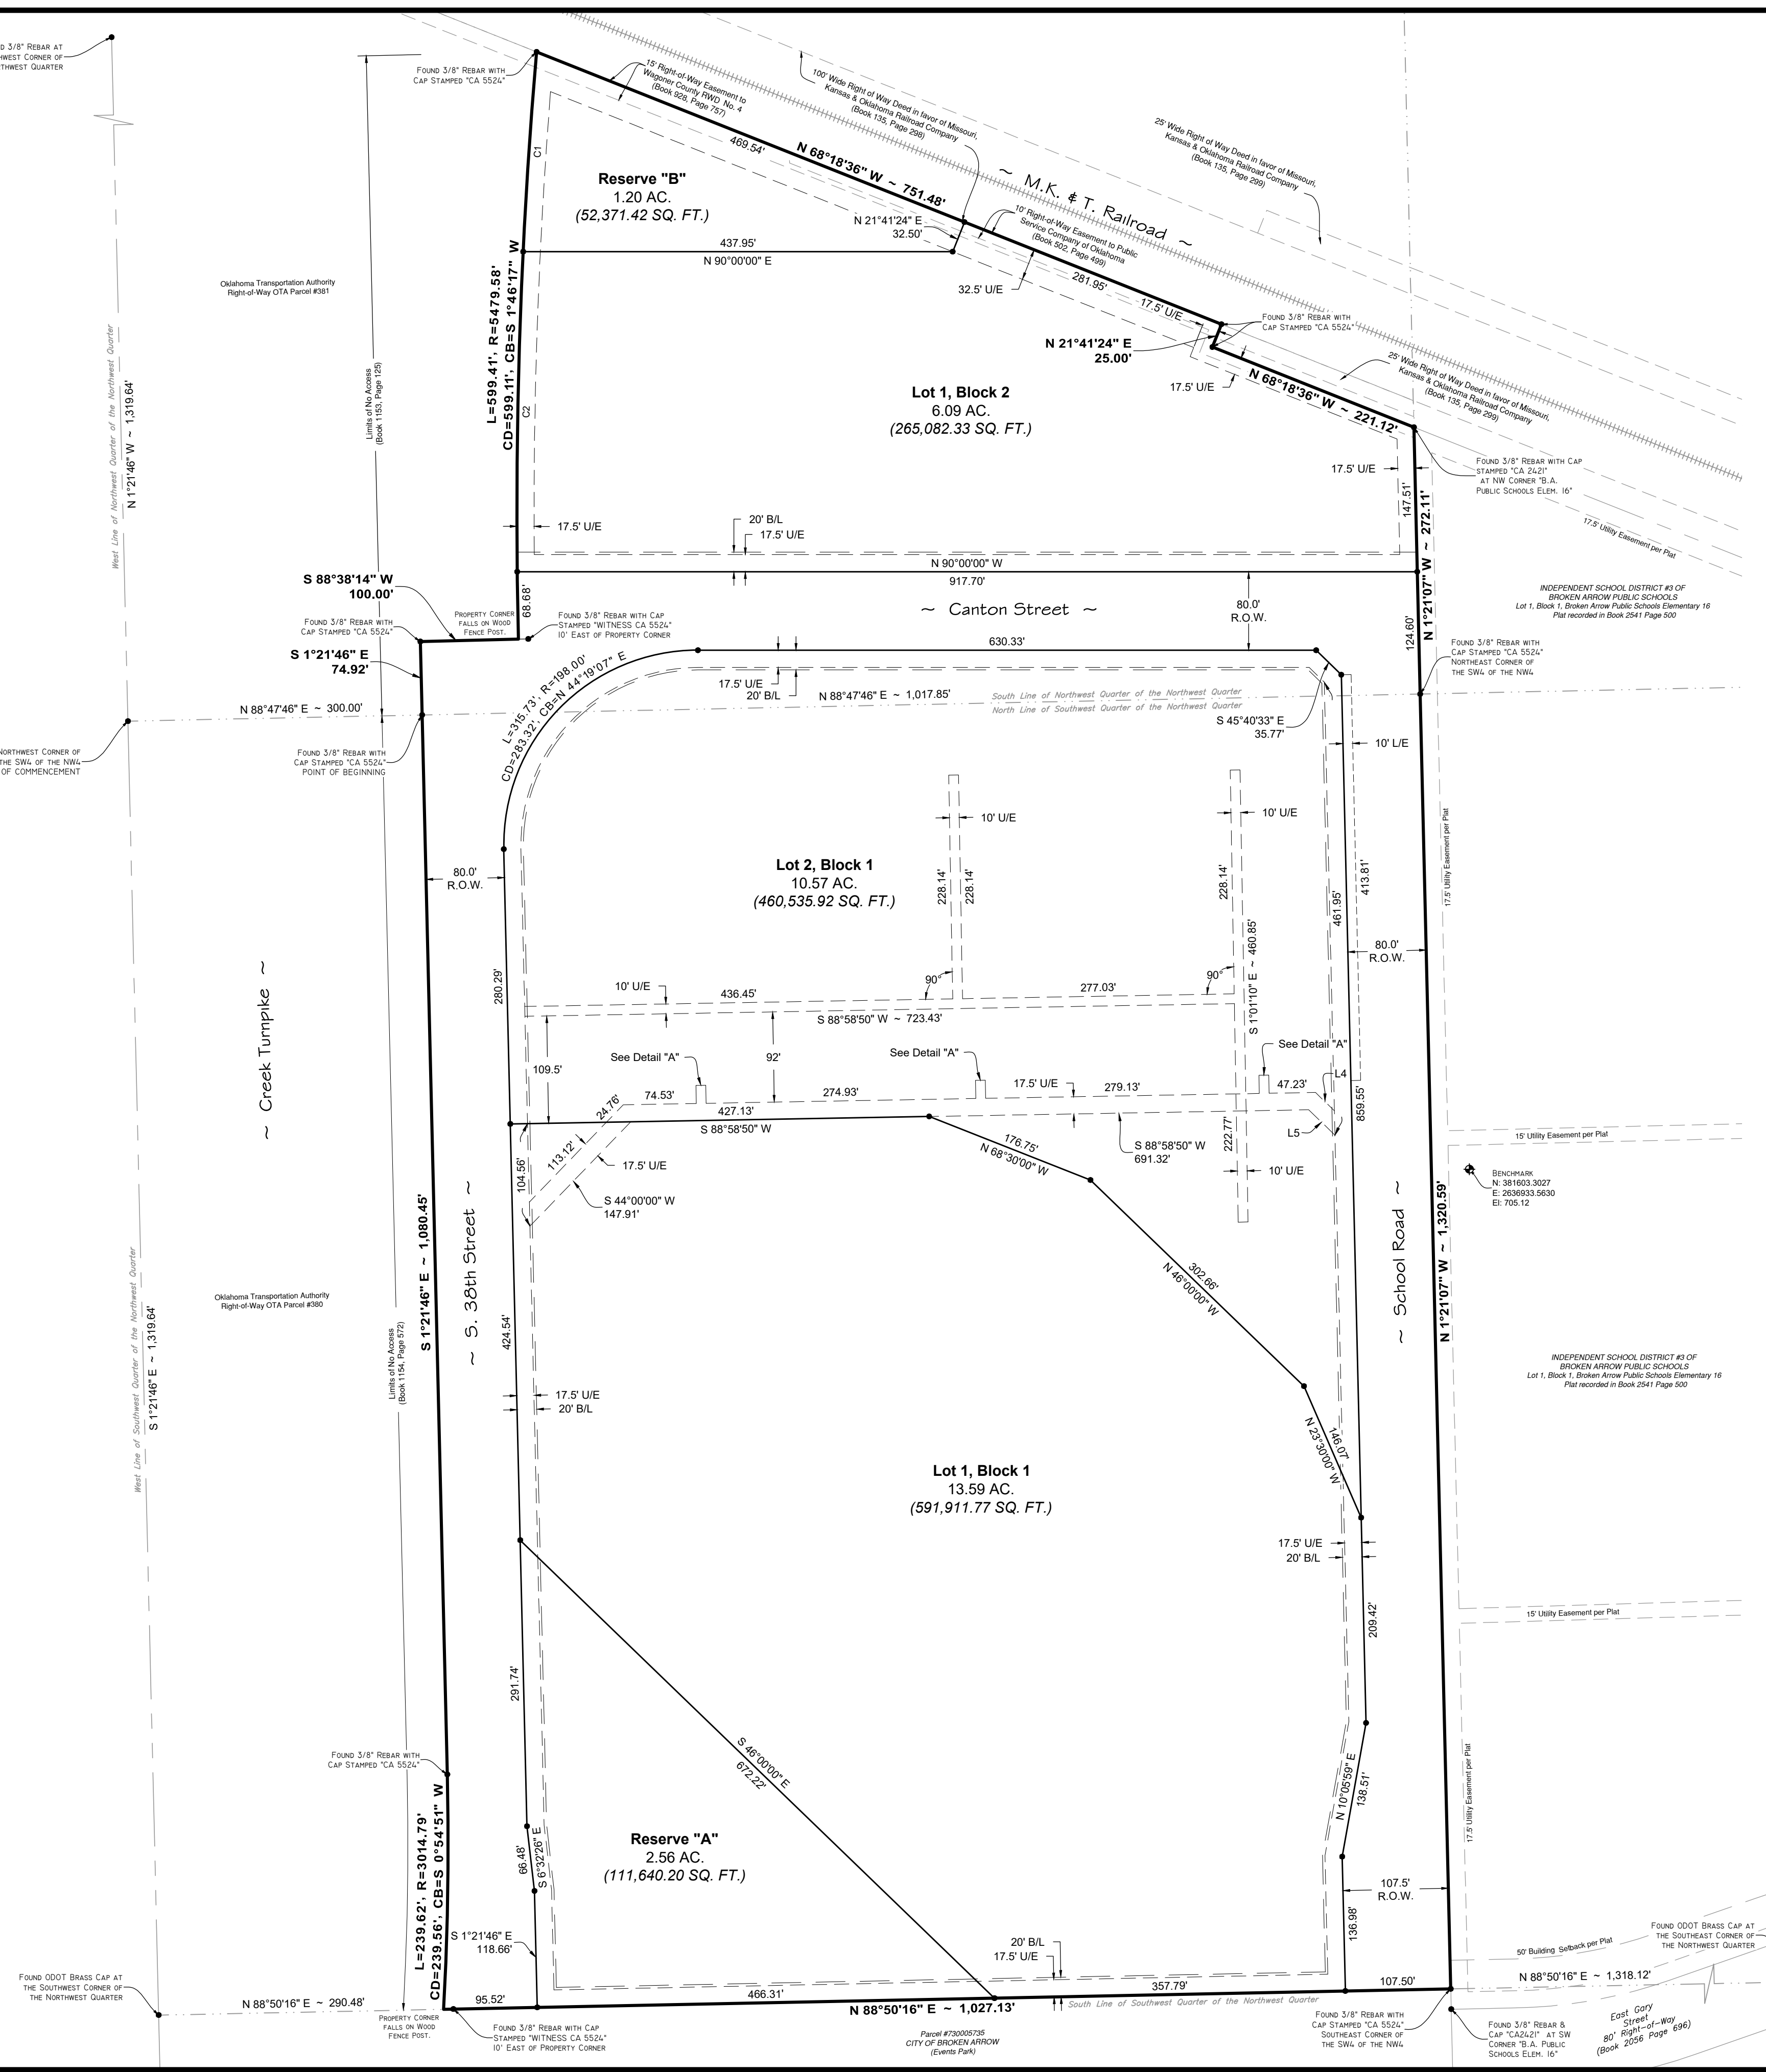 D 3/8" REBAR AT
HWEST CORNER OF
THWEST QUARTER
FOUND 3/8" REBAR WITH
CAP STAMPED "CA 5524"
15' Right-of-Way Easement to
Wagoner County RWD No. 4
(Book 928, Page 757)
100' Wide Right of Way Deed in favor of Missouri,
Kansas & Oklahoma Railroad Company
(Book 135, Page 298)
25' Wide Right of Way Deed in favor of Missouri,
Kansas & Oklahoma Railroad Company
(Book 135, Page 299)
~ M.K. & T. Railroad ~
469.54'
N 68°18'36" W ~ 751.48'
C1
Reserve "B"
1.20 AC.
(52,371.42 SQ. FT.)
N 21°41'24" E
32.50'
10' Right-of-Way Easement to Public
Service Company of Oklahoma
(Book 502, Page 499)
437.95'
N 90°00'00" E
32.5' U/E
281.95'
17.5' U/E
FOUND 3/8" REBAR WITH
CAP STAMPED "CA 5524"
N 21°41'24" E
25.00'
Oklahoma Transportation Authority
Right-of-Way OTA Parcel #381
L=599.41', R=5479.58'
CD=599.11', CB=S 1°46'17" W
C2
Limits of No Access
(Book 1153, Page 125)
West Line of Northwest Quarter of the Northwest Quarter
N 1°21'46" W ~ 1,319.64'
Lot 1, Block 2
6.09 AC.
(265,082.33 SQ. FT.)
17.5' U/E
N 68°18'36" W ~ 221.12'
25' Wide Right of Way Deed in favor of Missouri,
Kansas & Oklahoma Railroad Company
(Book 135, Page 299)
17.5' U/E
FOUND 3/8" REBAR WITH CAP
STAMPED "CA 2421"
AT NW CORNER "B.A.
PUBLIC SCHOOLS ELEM. 16"
147.51'
N 1°21'07" W ~ 272.11'
17.5' Utility Easement per Plat
17.5' U/E
20' B/L
17.5' U/E
N 90°00'00" W
917.70'
S 88°38'14" W
100.00'
68.68'
~ Canton Street ~
80.0'
R.O.W.
124.60'
INDEPENDENT SCHOOL DISTRICT #3 OF
BROKEN ARROW PUBLIC SCHOOLS
Lot 1, Block 1, Broken Arrow Public Schools Elementary 16
Plat recorded in Book 2541 Page 500
FOUND 3/8" REBAR WITH
CAP STAMPED "CA 5524"
PROPERTY CORNER
FALLS ON WOOD
FENCE POST.
FOUND 3/8" REBAR WITH CAP
STAMPED "WITNESS CA 5524"
10' EAST OF PROPERTY CORNER
S 1°21'46" E
74.92'
630.33'
FOUND 3/8" REBAR WITH
CAP STAMPED "CA 5524"
NORTHEAST CORNER OF
THE SW4 OF THE NW4
L=315.73', R=198.00'
CD=283.32', CB=N 44°19'07" E
17.5' U/E
20' B/L
N 88°47'46" E ~ 1,017.85'
South Line of Northwest Quarter of the Northwest Quarter
North Line of Southwest Quarter of the Northwest Quarter
N 88°47'46" E ~ 300.00'
S 45°40'33" E
35.77'
10' L/E
NORTHWEST CORNER OF
THE SW4 OF THE NW4
OF COMMENCEMENT
FOUND 3/8" REBAR WITH
CAP STAMPED "CA 5524"
POINT OF BEGINNING
10' U/E
10' U/E
80.0'
R.O.W.
Lot 2, Block 1
10.57 AC.
(460,535.92 SQ. FT.)
228.14'
228.14'
228.14'
461.95'
413.81'
17.5' Utility Easement per Plat
80.0'
R.O.W.
S 1°01'10" E ~ 460.85'
280.29'
10' U/E
436.45'
90°
277.03'
90°
S 88°58'50" W ~ 723.43'
~ Creek Turnpike ~
See Detail "A"
92'
See Detail "A"
See Detail "A"
109.5'
74.53'
274.93'
17.5' U/E
279.13'
47.23'
L4
859.55'
24.76'
427.13'
S 88°58'50" W
L5
113.12'
104.56'
17.5' U/E
176.75'
N 68°30'00" W
S 88°58'50" W
691.32'
222.77'
10' U/E
15' Utility Easement per Plat
BENCHMARK
N: 381603.3027
E: 2636933.5630
El: 705.12
S 44°00'00" W
147.91'
S 1°21'46" E ~ 1,080.45'
~ S. 38th Street ~
~ School Road ~
N 1°21'07" W ~ 1,320.59'
302.66'
N 46°00'00" W
West Line of Southwest Quarter of the Northwest Quarter
S 1°21'46" E ~ 1,319.64'
Oklahoma Transportation Authority
Right-of-Way OTA Parcel #380
Limits of No Access
(Book 1154, Page 572)
424.54'
17.5' U/E
20' B/L
146.07'
N 23°30'00" W
INDEPENDENT SCHOOL DISTRICT #3 OF
BROKEN ARROW PUBLIC SCHOOLS
Lot 1, Block 1, Broken Arrow Public Schools Elementary 16
Plat recorded in Book 2541 Page 500
Lot 1, Block 1
13.59 AC.
(591,911.77 SQ. FT.)
17.5' U/E
20' B/L
209.42'
15' Utility Easement per Plat
291.74'
S 46°00'00" E
672.22'
FOUND 3/8" REBAR WITH
CAP STAMPED "CA 5524"
N 10°05'59" E
138.51'
17.5' Utility Easement per Plat
L=239.62', R=3014.79'
CD=239.56', CB=S 0°54'51" W
66.48'
S 6°32'26" E
Reserve "A"
2.56 AC.
(111,640.20 SQ. FT.)
107.5'
R.O.W.
136.98'
S 1°21'46" E
118.66'
20' B/L
17.5' U/E
50' Building Setback per Plat
FOUND ODOT BRASS CAP AT
THE SOUTHEAST CORNER OF
THE NORTHWEST QUARTER
FOUND ODOT BRASS CAP AT
THE SOUTHWEST CORNER OF
THE NORTHWEST QUARTER
N 88°50'16" E ~ 290.48'
95.52'
466.31'
N 88°50'16" E ~ 1,027.13'
357.79'
107.50'
N 88°50'16" E ~ 1,318.12'
South Line of Southwest Quarter of the Northwest Quarter
PROPERTY CORNER
FALLS ON WOOD
FENCE POST.
FOUND 3/8" REBAR WITH CAP
STAMPED "WITNESS CA 5524"
10' EAST OF PROPERTY CORNER
Parcel #730005735
CITY OF BROKEN ARROW
(Events Park)
FOUND 3/8" REBAR WITH
CAP STAMPED "CA 5524"
SOUTHEAST CORNER OF
THE SW4 OF THE NW4
FOUND 3/8" REBAR &
CAP "CA2421" AT SW
CORNER "B.A. PUBLIC
SCHOOLS ELEM. 16"
East Gary
Street
80' Right-of-Way
(Book 2056 Page 696)